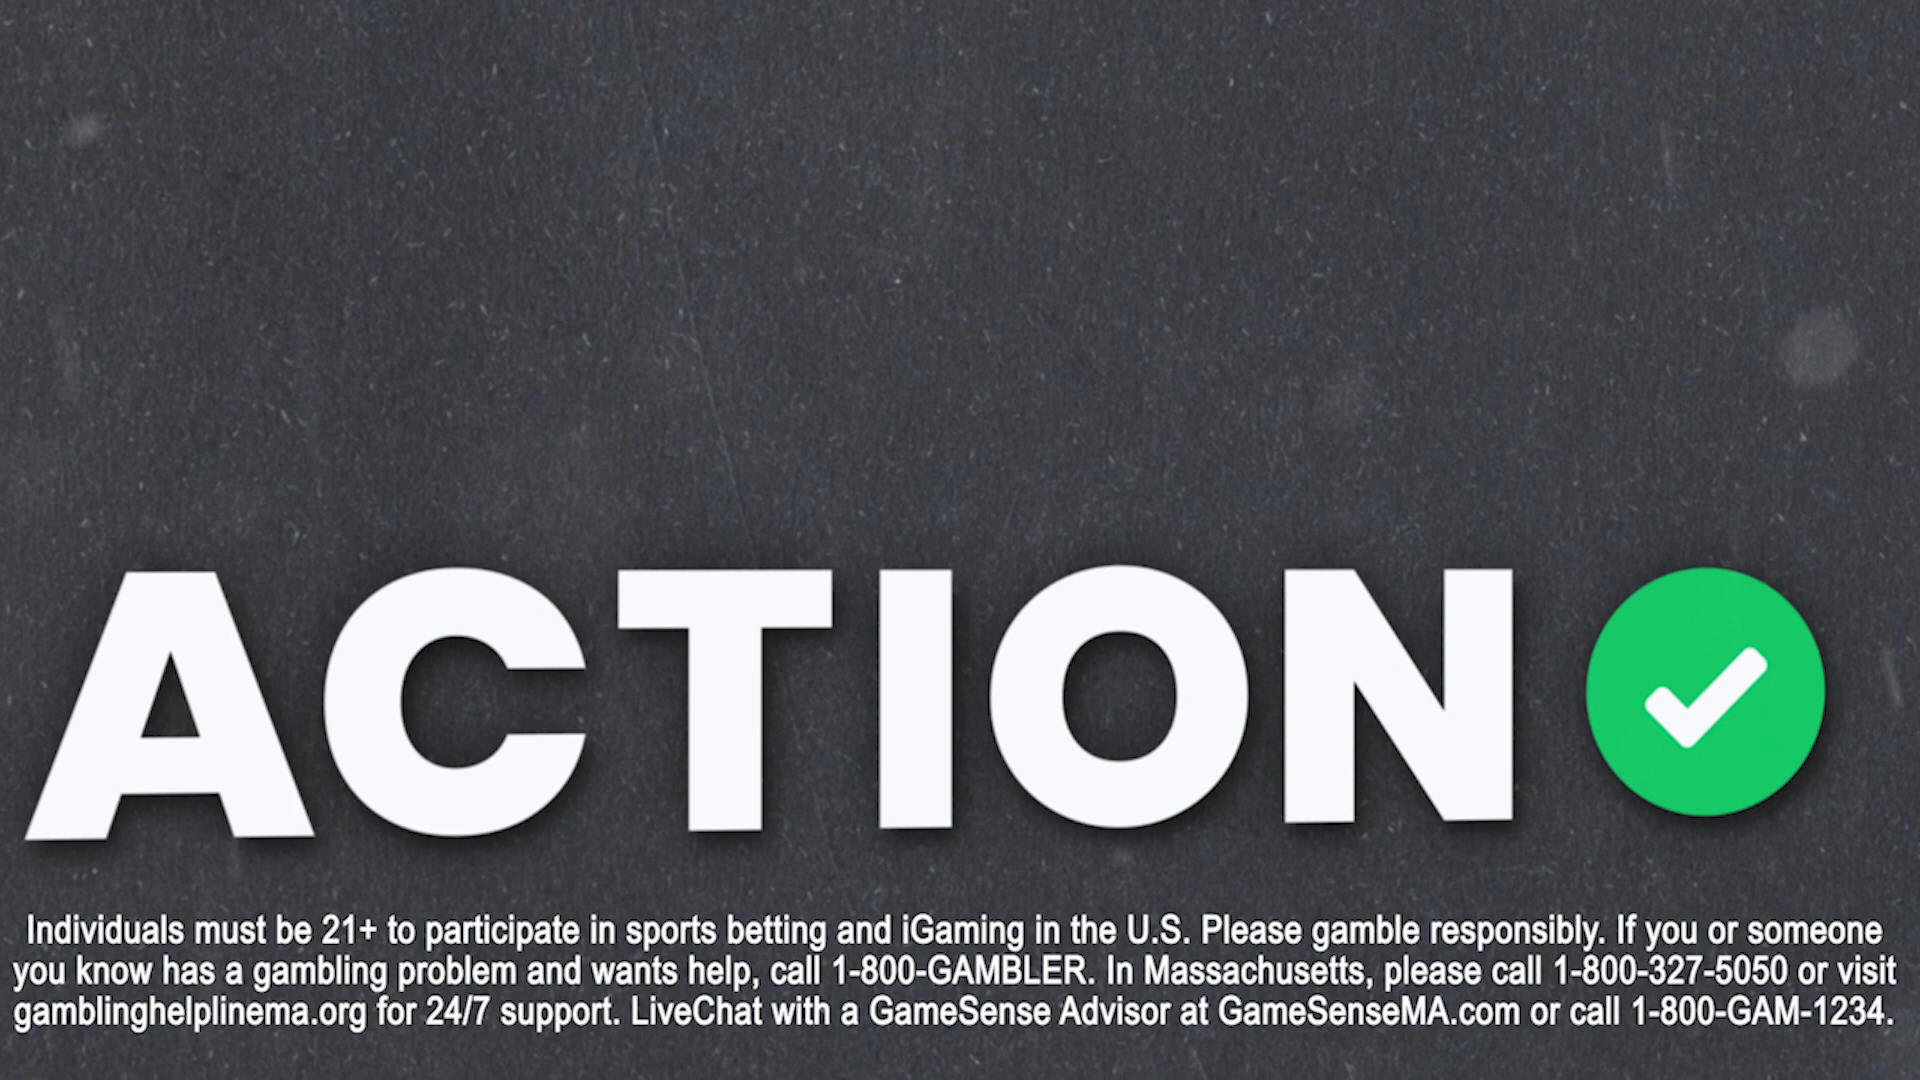 ACTION
Individuals must be 21+ to participate in sports betting and iGaming in the U.S. Please gamble responsibly. If you or someone
you know has a gambling problem and wants help, call 1-800-GAMBLER. In Massachusetts, please call 1-800-327-5050 or visit
gamblinghelplinema.org for 24/7 support. LiveChat with a GameSense Advisor at GameSenseMA.com or call 1-800-GAM-1234.